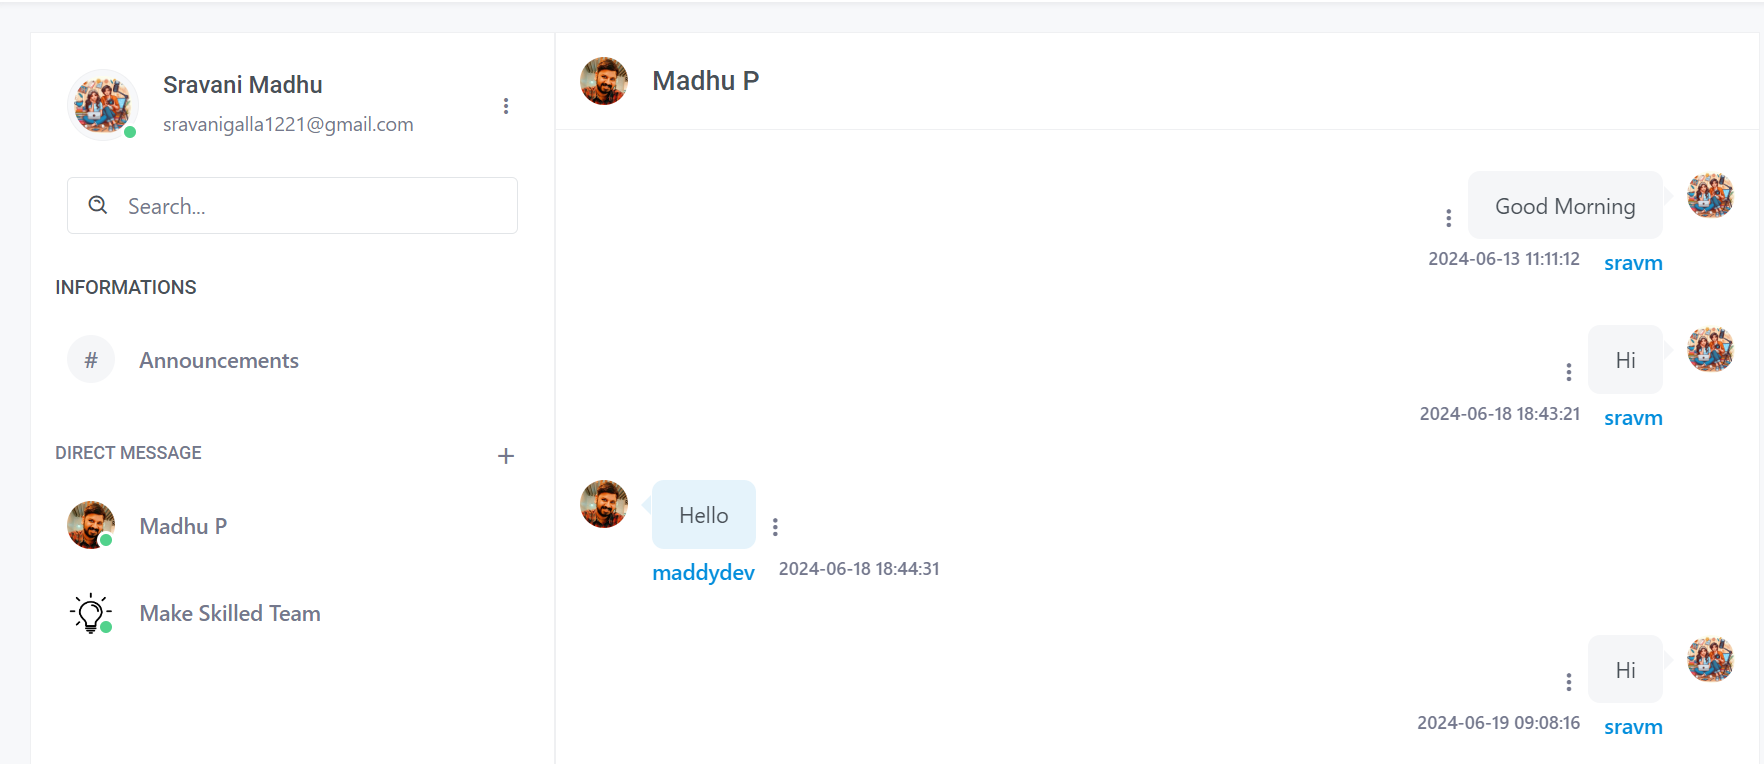 Sravani Madhu
sravanigalla1221@gmail.com
Search...
INFORMATIONS
# Announcements
DIRECT MESSAGE +
Madhu P
Make Skilled Team
Madhu P
Good Morning
2024-06-13 11:11:12 sravm
Hi
2024-06-18 18:43:21 sravm
Hello
maddydev 2024-06-18 18:44:31
Hi
2024-06-19 09:08:16 sravm